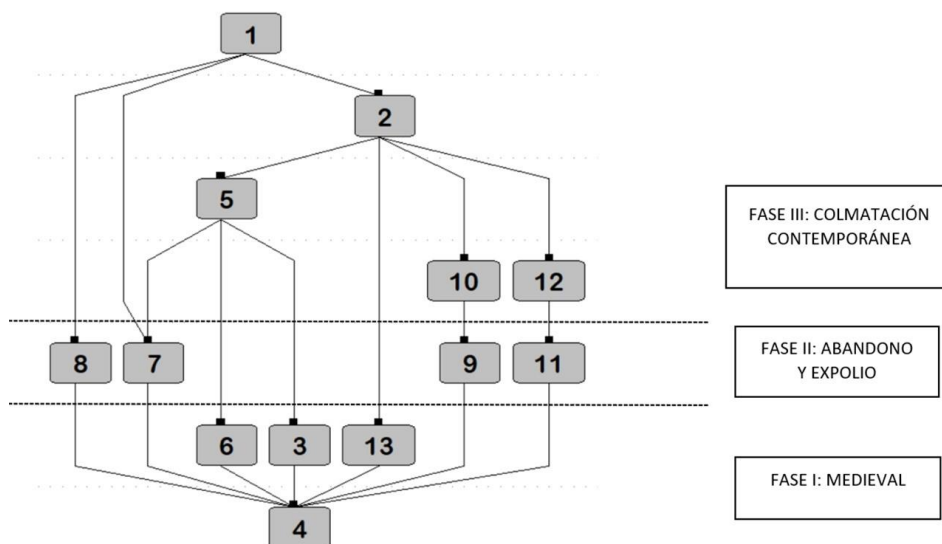 1
2
5
10
12
FASE III: COLMATACIÓN
CONTEMPORÁNEA
8
7
9
11
FASE II: ABANDONO
Y EXPOLIO
6
3
13
FASE I: MEDIEVAL
4